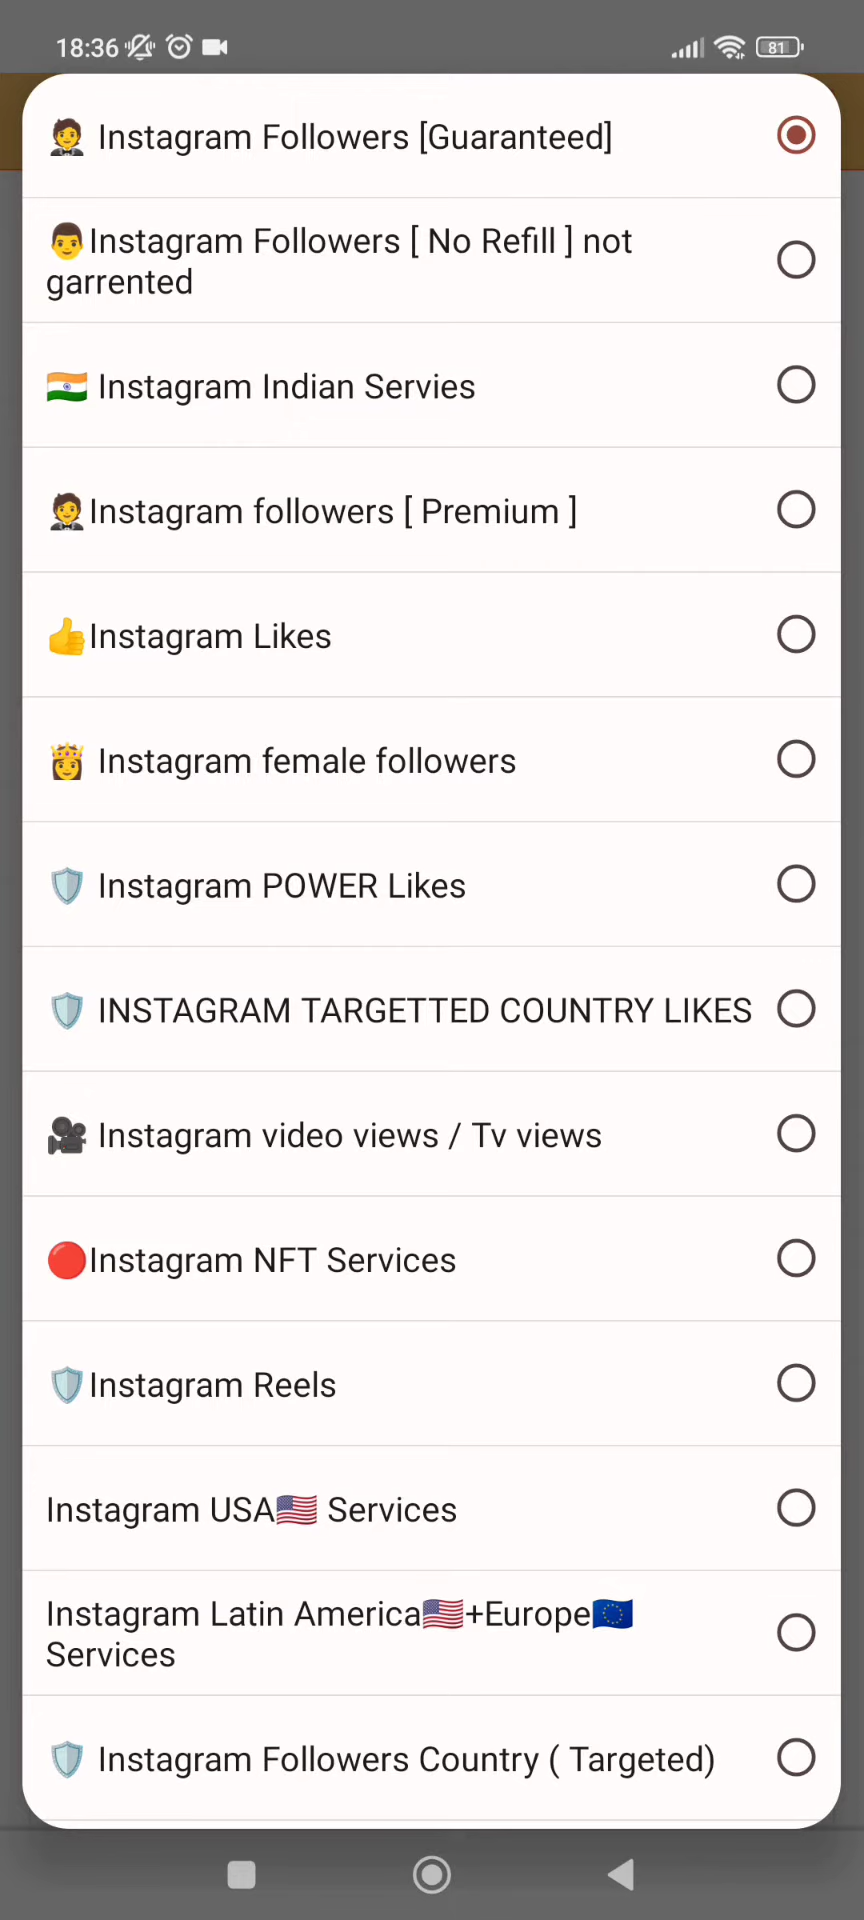 18:36
81
Instagram Followers [Guaranteed]
Instagram Followers [ No Refill ] not
garrented
Instagram Indian Servies
Instagram followers [ Premium ]
Instagram Likes
Instagram female followers
Instagram POWER Likes
INSTAGRAM TARGETTED COUNTRY LIKES
Instagram video views / Tv views
Instagram NFT Services
Instagram Reels
Instagram USA🇺🇸 Services
Instagram Latin America🇺🇸+Europe🇪🇺
Services
Instagram Followers Country ( Targeted)